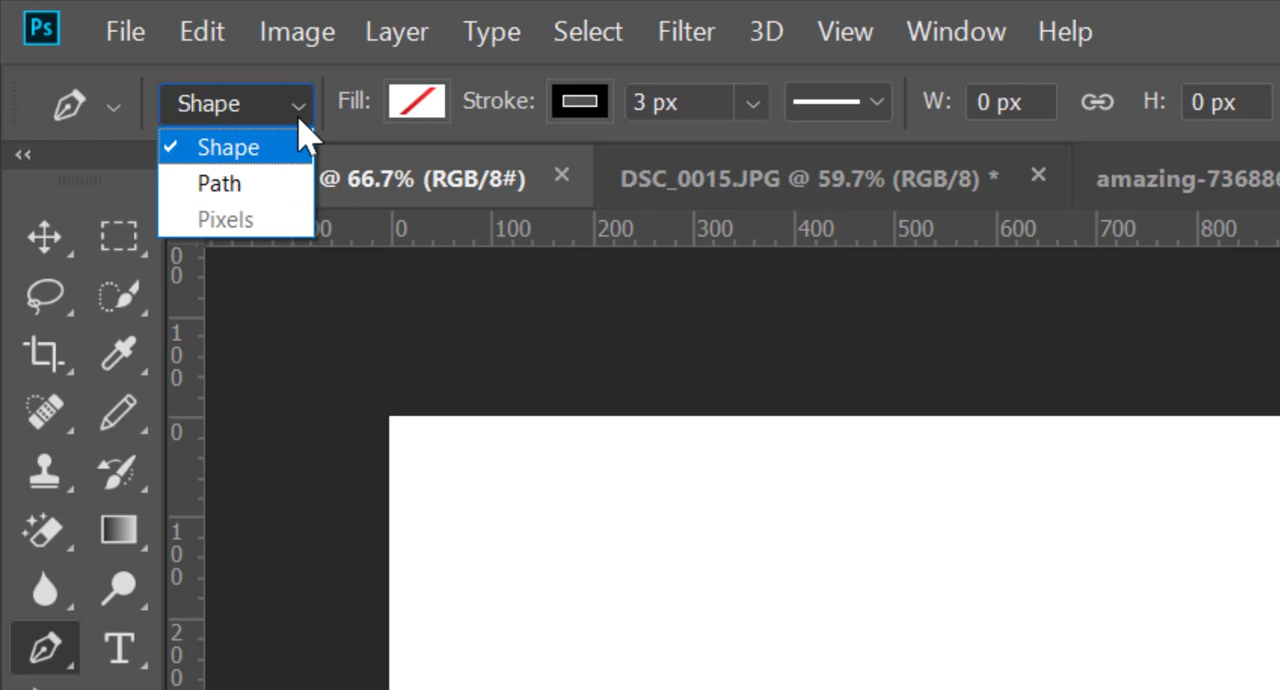 Ps File Edit Image Layer Type Select Filter 3D View Window Help
Shape Fill: Stroke: 3 px W: 0 px H: 0 px
Shape
Path
Pixels
@ 66.7% (RGB/8#) × DSC_0015.JPG @ 59.7% (RGB/8) * × amazing-73688
0 100 200 300 400 500 600 700 800
0
0
1
0
0
0
1
0
0
2
0
0
T